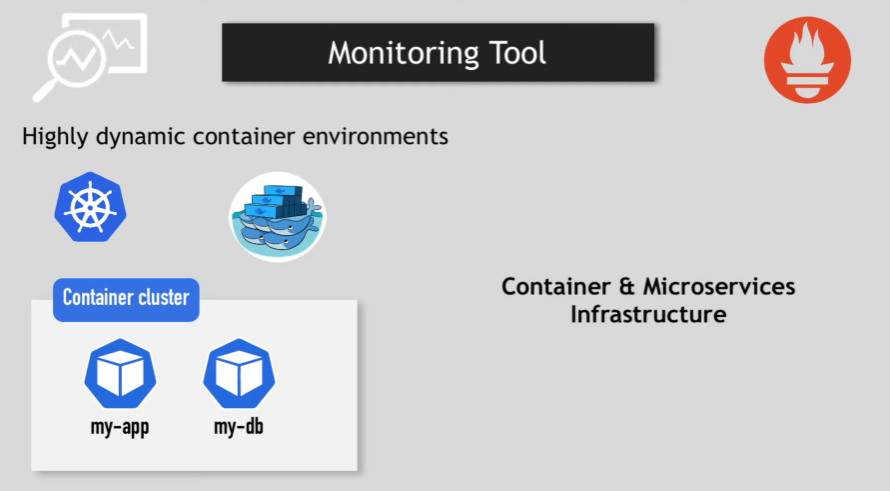 Monitoring Tool
Highly dynamic container environments
Container cluster
my-app
my-db
Container & Microservices
Infrastructure